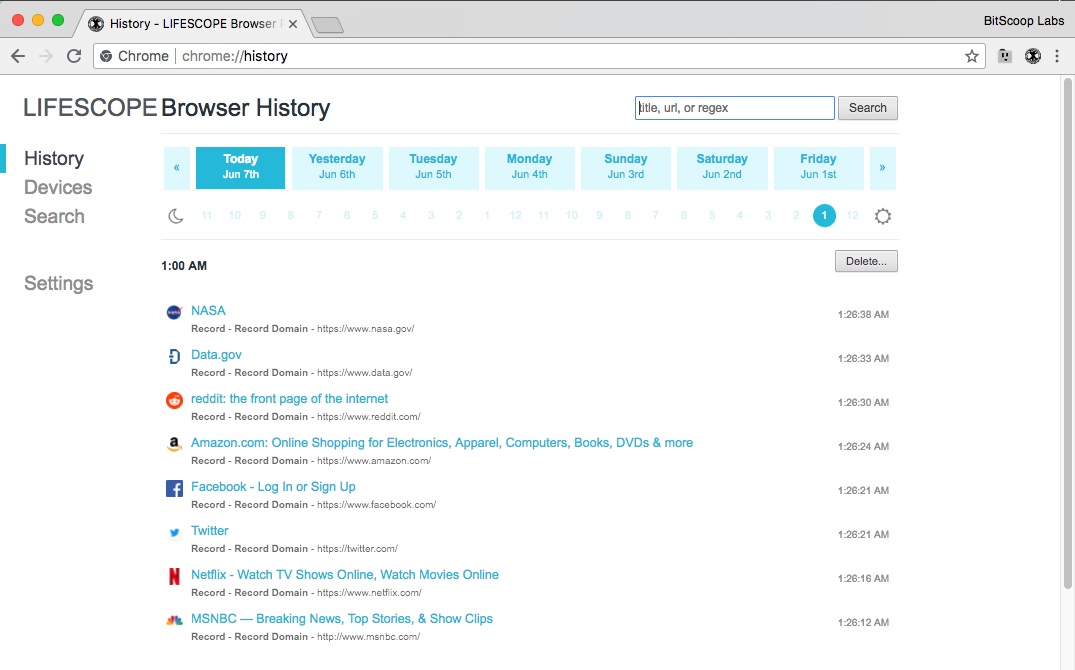 History - LIFESCOPE Browser
BitScoop Labs
Chrome chrome://history
LIFESCOPE Browser History
title, url, or regex
Search
History
Devices
Search
Settings
«
Today
Jun 7th
Yesterday
Jun 6th
Tuesday
Jun 5th
Monday
Jun 4th
Sunday
Jun 3rd
Saturday
Jun 2nd
Friday
Jun 1st
»
11 10 9 8 7 6 5 4 3 2 1 12 11 10 9 8 7 6 5 4 3 2 1 12
1:00 AM
Delete...
NASA
Record - Record Domain - https://www.nasa.gov/
1:26:38 AM
Data.gov
Record - Record Domain - https://www.data.gov/
1:26:33 AM
reddit: the front page of the internet
Record - Record Domain - https://www.reddit.com/
1:26:30 AM
Amazon.com: Online Shopping for Electronics, Apparel, Computers, Books, DVDs & more
Record - Record Domain - https://www.amazon.com/
1:26:24 AM
Facebook - Log In or Sign Up
Record - Record Domain - https://www.facebook.com/
1:26:21 AM
Twitter
Record - Record Domain - https://twitter.com/
1:26:21 AM
Netflix - Watch TV Shows Online, Watch Movies Online
Record - Record Domain - https://www.netflix.com/
1:26:16 AM
MSNBC — Breaking News, Top Stories, & Show Clips
Record - Record Domain - http://www.msnbc.com/
1:26:12 AM